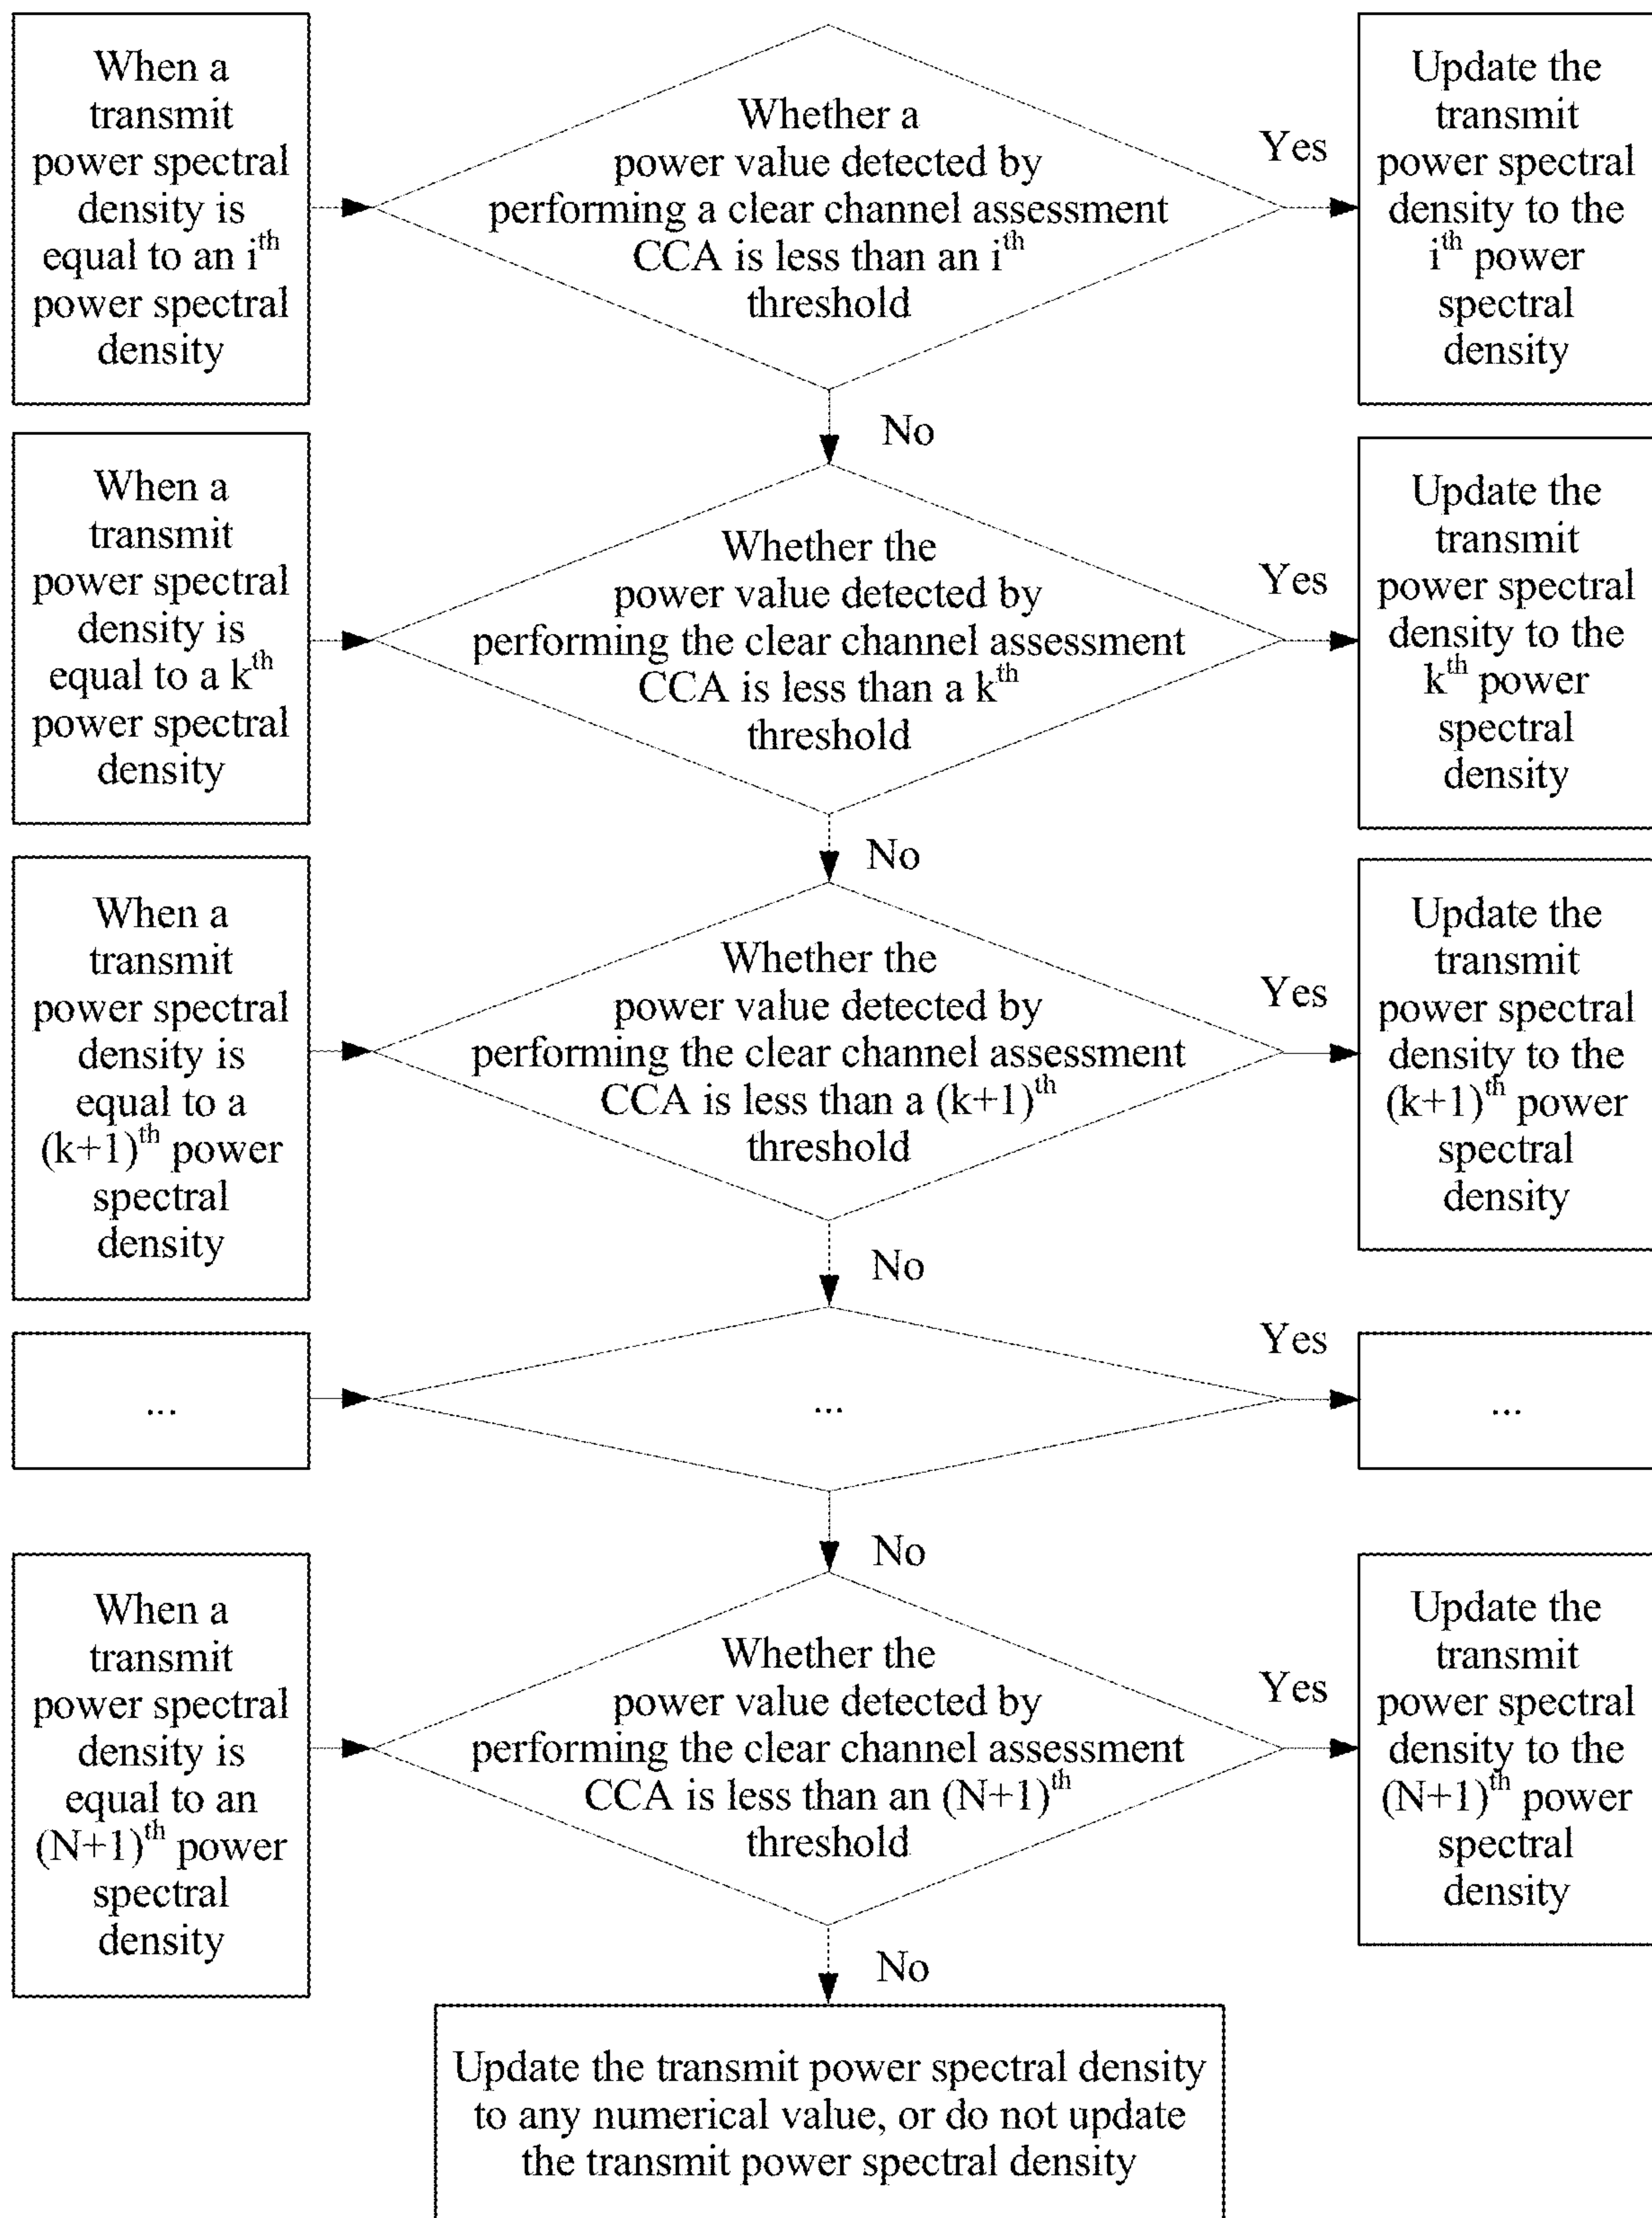 When a
transmit
power spectral
density is
equal to an i^th
power spectral
density
Whether a
power value detected by
performing a clear channel assessment
CCA is less than an i^th
threshold
Yes
Update the
transmit
power spectral
density to the
i^th power
spectral
density
No
When a
transmit
power spectral
density is
equal to a k^th
power spectral
density
Whether the
power value detected by
performing the clear channel assessment
CCA is less than a k^th
threshold
Yes
Update the
transmit
power spectral
density to the
k^th power
spectral
density
No
When a
transmit
power spectral
density is
equal to a
(k+1)^th power
spectral
density
Whether the
power value detected by
performing the clear channel assessment
CCA is less than a (k+1)^th
threshold
Yes
Update the
transmit
power spectral
density to the
(k+1)^th power
spectral
density
No
...
...
Yes
...
No
When a
transmit
power spectral
density is
equal to an
(N+1)^th power
spectral
density
Whether the
power value detected by
performing the clear channel assessment
CCA is less than an (N+1)^th
threshold
Yes
Update the
transmit
power spectral
density to the
(N+1)^th power
spectral
density
No
Update the transmit power spectral density
to any numerical value, or do not update
the transmit power spectral density